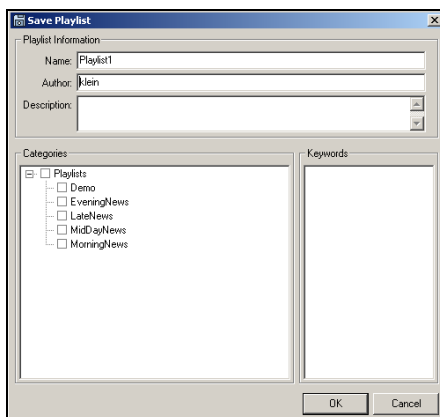 Save Playlist
Playlist Information
Name: Playlist1
Author: klein
Description:
Categories
Keywords
Playlists
Demo
EveningNews
LateNews
MidDayNews
MorningNews
OK
Cancel